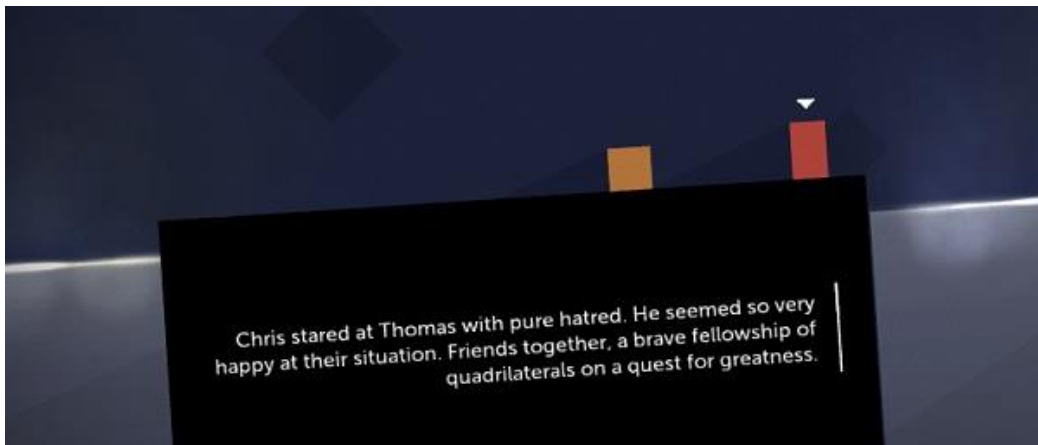 Chris stared at Thomas with pure hatred. He seemed so very
happy at their situation. Friends together, a brave fellowship of
quadrilaterals on a quest for greatness.